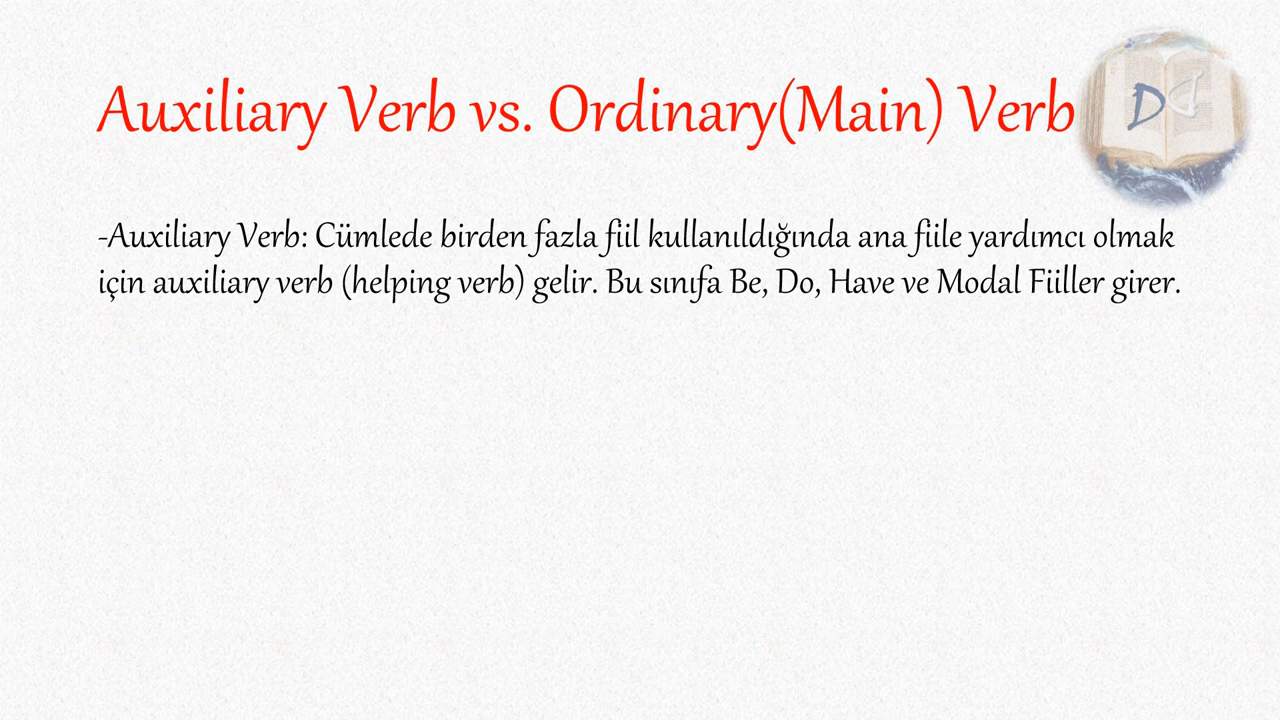 Auxiliary Verb vs. Ordinary(Main) Verb
-Auxiliary Verb: Cümlede birden fazla fiil kullanıldığında ana fiile yardımcı olmak
için auxiliary verb (helping verb) gelir. Bu sınıfa Be, Do, Have ve Modal Fiiller girer.